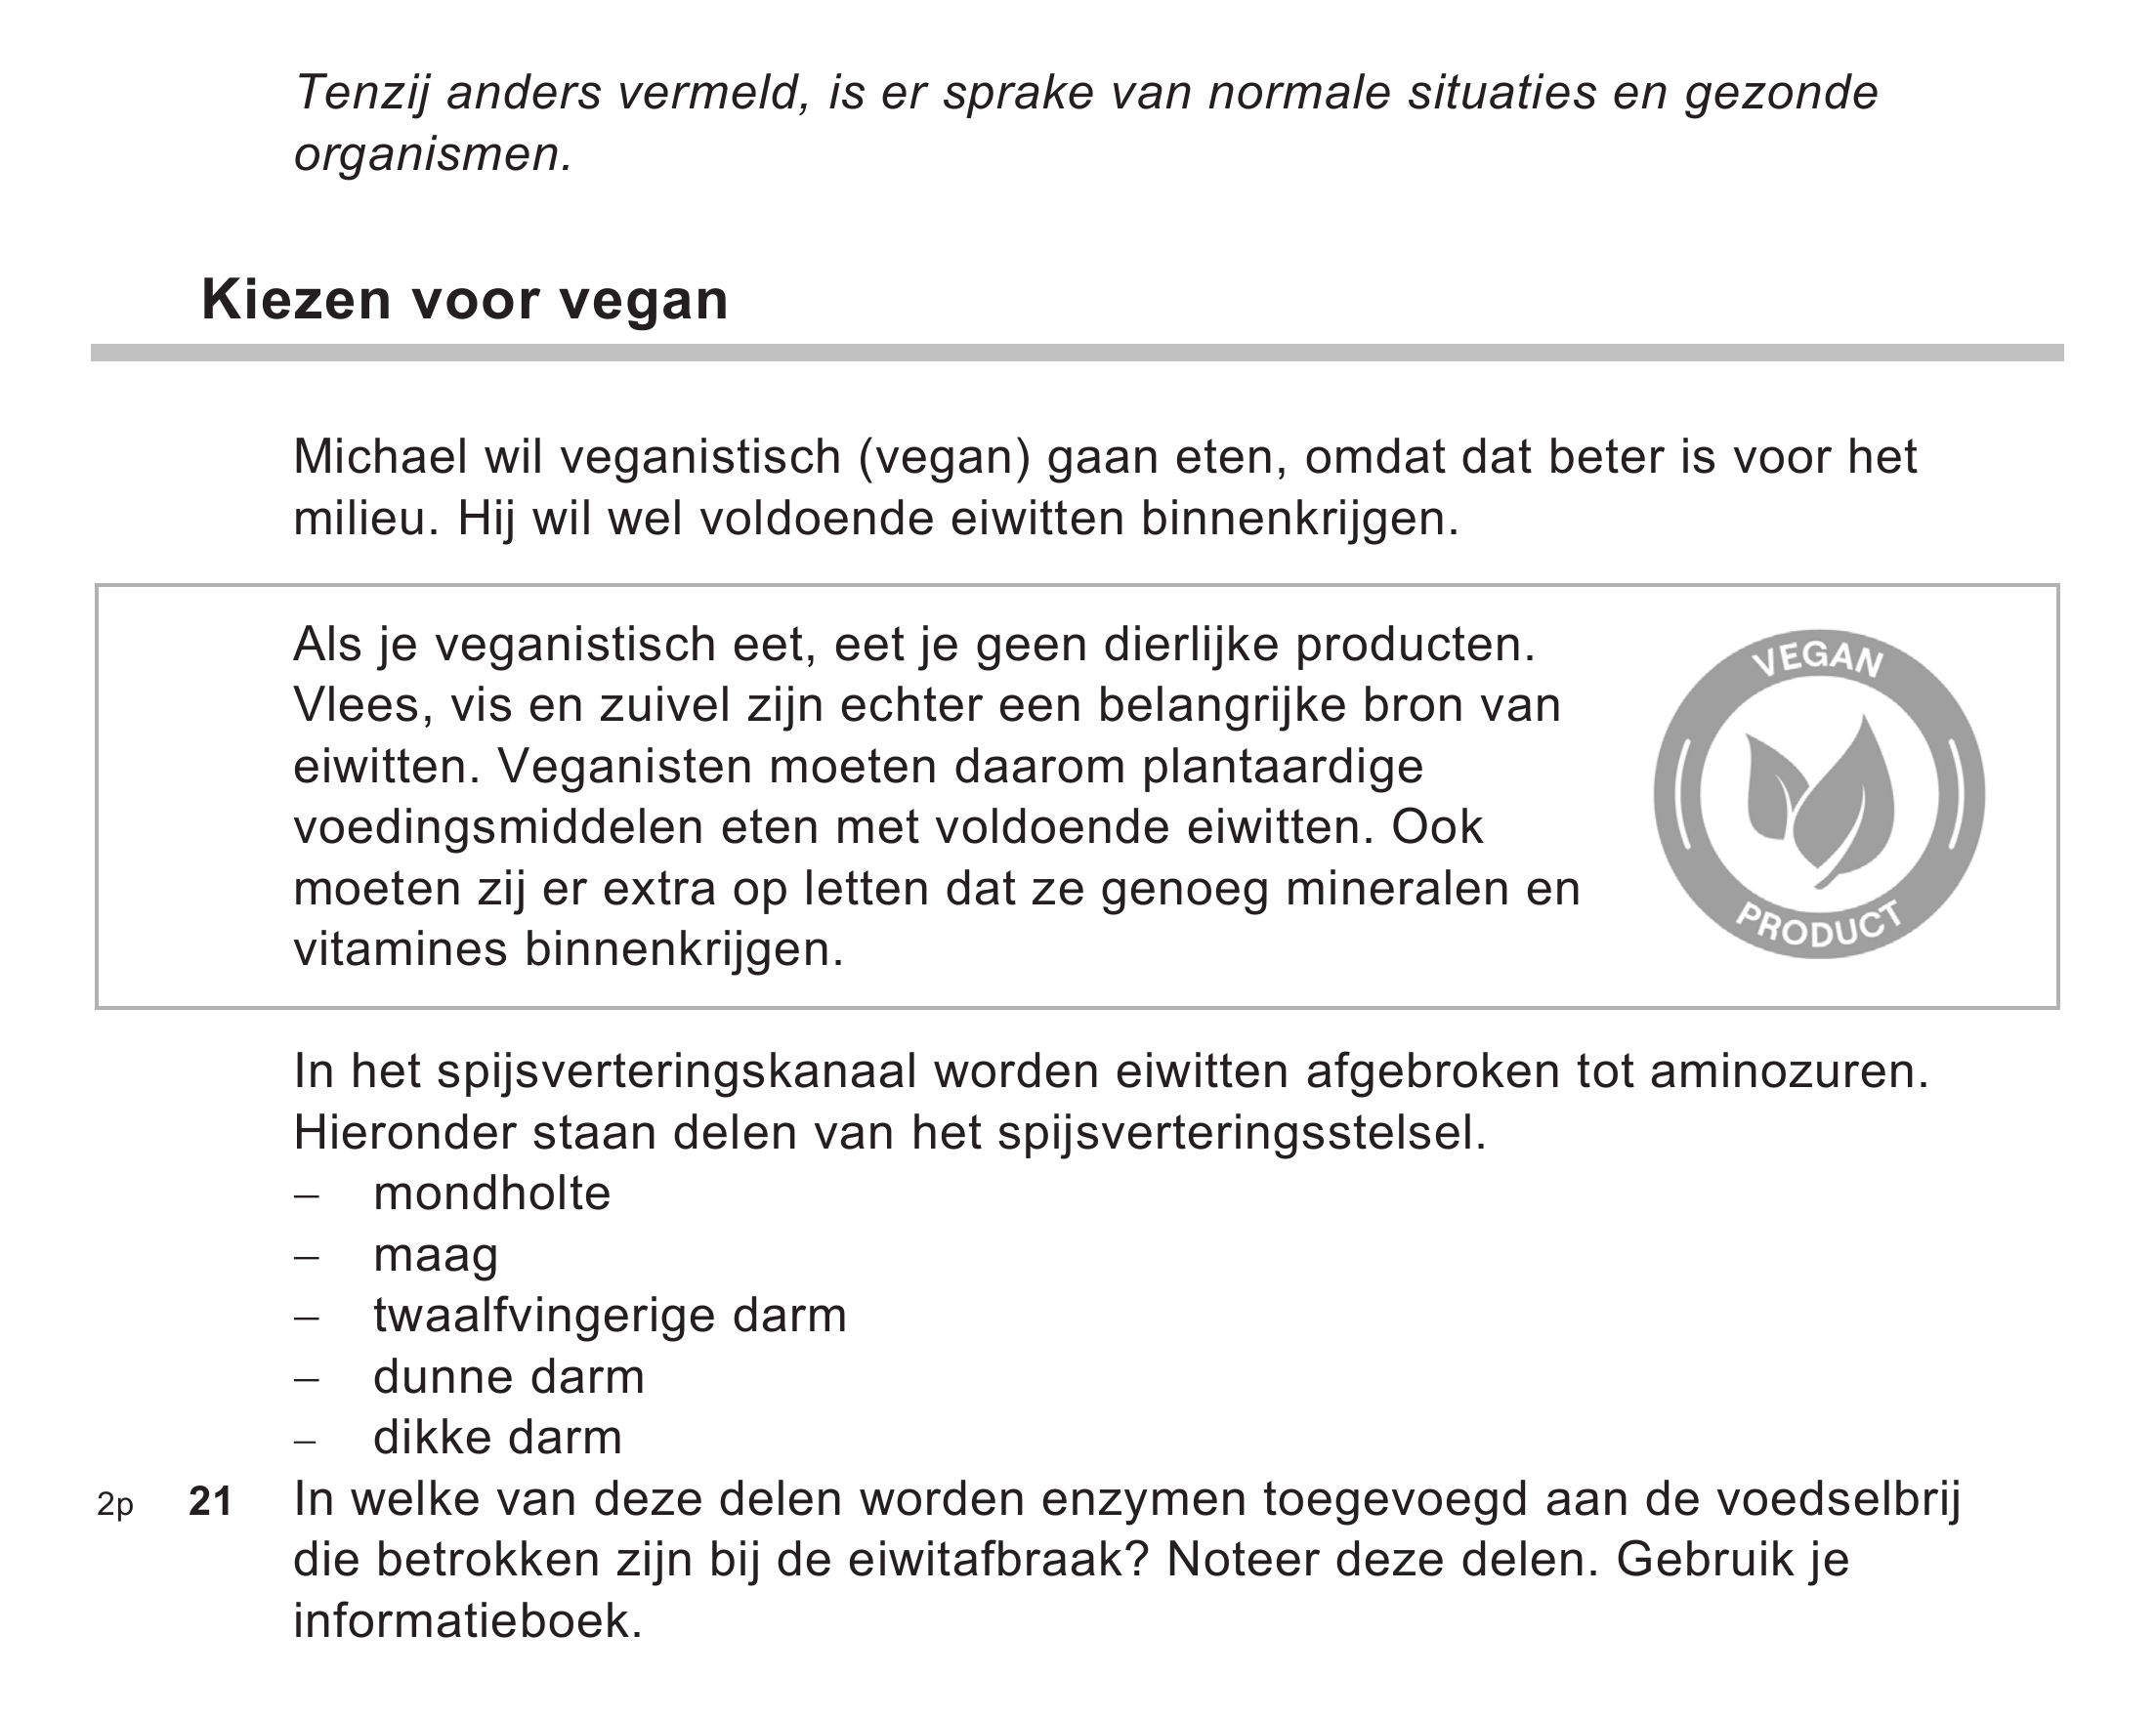 Tenzij anders vermeld, is er sprake van normale situaties en gezonde
organismen.
Kiezen voor vegan
Michael wil veganistisch (vegan) gaan eten, omdat dat beter is voor het
milieu. Hij wil wel voldoende eiwitten binnenkrijgen.
Als je veganistisch eet, eet je geen dierlijke producten.
Vlees, vis en zuivel zijn echter een belangrijke bron van
eiwitten. Veganisten moeten daarom plantaardige
voedingsmiddelen eten met voldoende eiwitten. Ook
moeten zij er extra op letten dat ze genoeg mineralen en
vitamines binnenkrijgen.
VEGAN
PRODUCT
In het spijsverteringskanaal worden eiwitten afgebroken tot aminozuren.
Hieronder staan delen van het spijsverteringsstelsel.
– mondholte
– maag
– twaalfvingerige darm
– dunne darm
– dikke darm
2p 21 In welke van deze delen worden enzymen toegevoegd aan de voedselbrij
die betrokken zijn bij de eiwitafbraak? Noteer deze delen. Gebruik je
informatieboek.